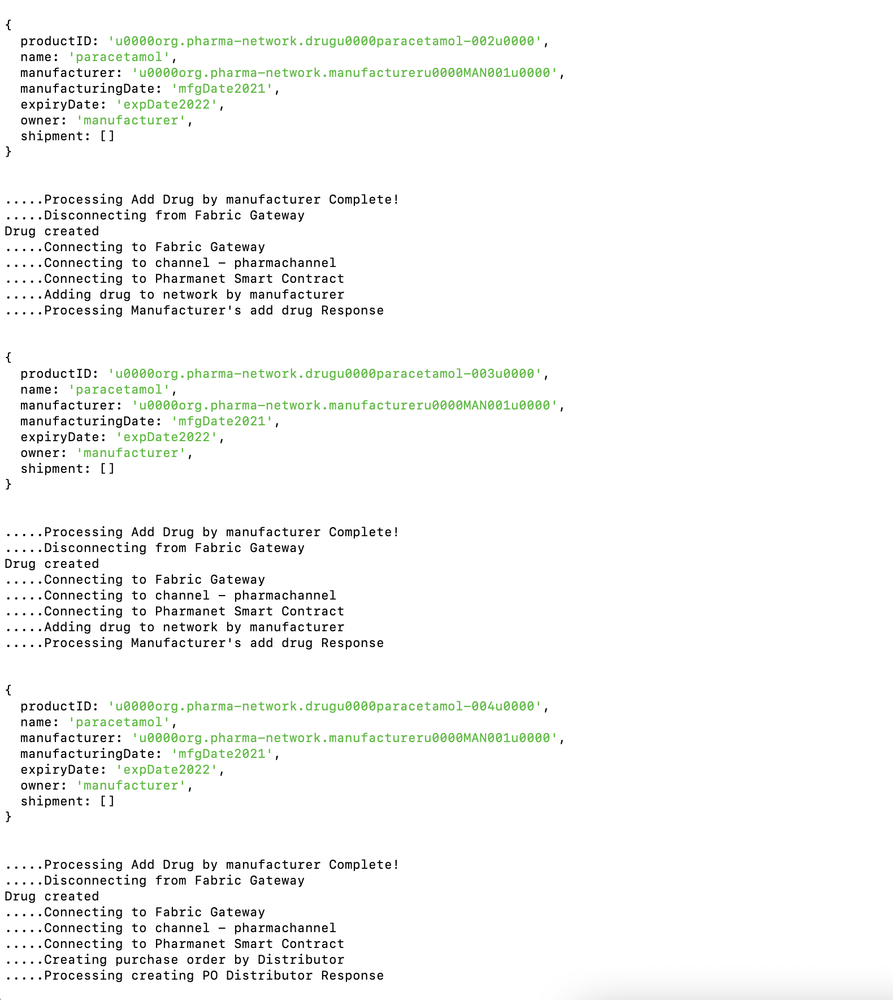 {
  productID: 'u0000org.pharma-network.drugu0000paracetamol-002u0000',
  name: 'paracetamol',
  manufacturer: 'u0000org.pharma-network.manufactureru0000MAN001u0000',
  manufacturingDate: 'mfgDate2021',
  expiryDate: 'expDate2022',
  owner: 'manufacturer',
  shipment: []
}
.....Processing Add Drug by manufacturer Complete!
.....Disconnecting from Fabric Gateway
Drug created
.....Connecting to Fabric Gateway
.....Connecting to channel - pharmachannel
.....Connecting to Pharmanet Smart Contract
.....Adding drug to network by manufacturer
.....Processing Manufacturer's add drug Response
{
  productID: 'u0000org.pharma-network.drugu0000paracetamol-003u0000',
  name: 'paracetamol',
  manufacturer: 'u0000org.pharma-network.manufactureru0000MAN001u0000',
  manufacturingDate: 'mfgDate2021',
  expiryDate: 'expDate2022',
  owner: 'manufacturer',
  shipment: []
}
.....Processing Add Drug by manufacturer Complete!
.....Disconnecting from Fabric Gateway
Drug created
.....Connecting to Fabric Gateway
.....Connecting to channel - pharmachannel
.....Connecting to Pharmanet Smart Contract
.....Adding drug to network by manufacturer
.....Processing Manufacturer's add drug Response
{
  productID: 'u0000org.pharma-network.drugu0000paracetamol-004u0000',
  name: 'paracetamol',
  manufacturer: 'u0000org.pharma-network.manufactureru0000MAN001u0000',
  manufacturingDate: 'mfgDate2021',
  expiryDate: 'expDate2022',
  owner: 'manufacturer',
  shipment: []
}
.....Processing Add Drug by manufacturer Complete!
.....Disconnecting from Fabric Gateway
Drug created
.....Connecting to Fabric Gateway
.....Connecting to channel - pharmachannel
.....Connecting to Pharmanet Smart Contract
.....Creating purchase order by Distributor
.....Processing creating PO Distributor Response